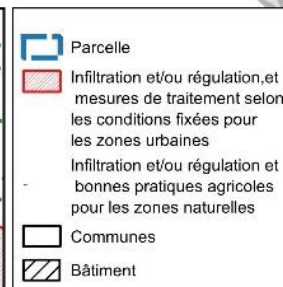 Parcelle
Infiltration et/ou régulation,et
mesures de traitement selon
les conditions fixées pour
les zones urbaines
Infiltration et/ou régulation et
bonnes pratiques agricoles
pour les zones naturelles
Communes
Bâtiment